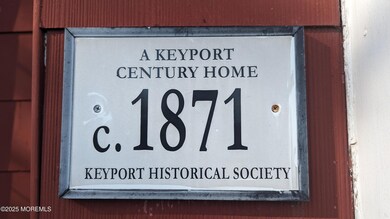 A KEYPORT
CENTURY HOME
c. 1871
KEYPORT HISTORICAL SOCIETY
©2025 MOREMLS